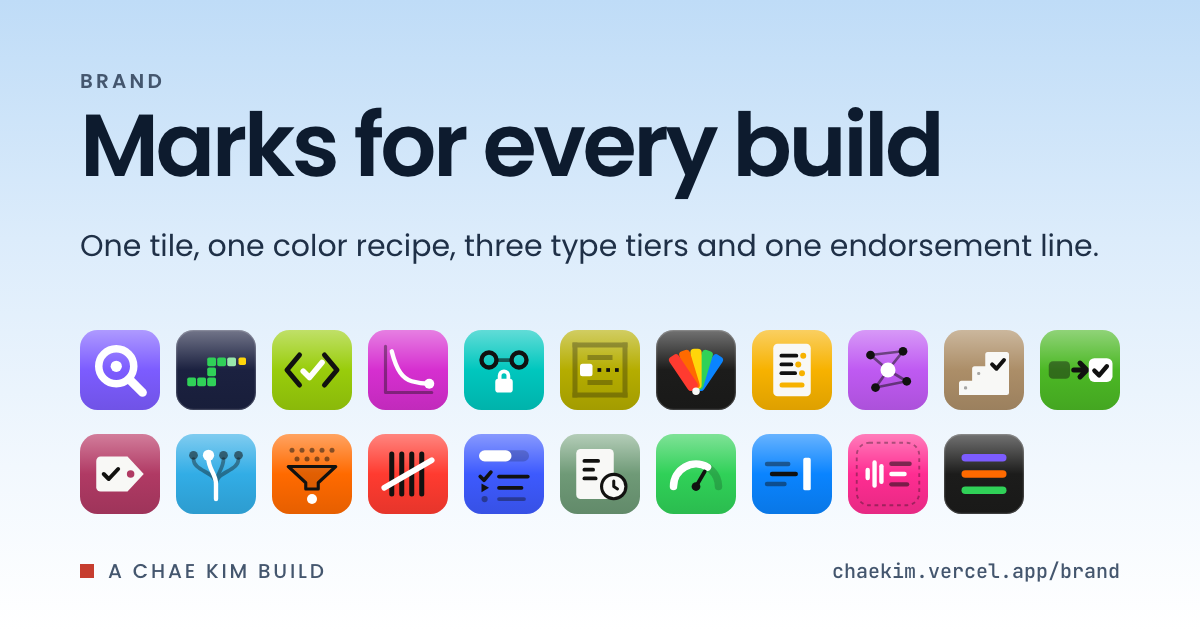 BRAND
Marks for every build
One tile, one color recipe, three type tiers and one endorsement line.
A CHAE KIM BUILD
chaekim.vercel.app/brand